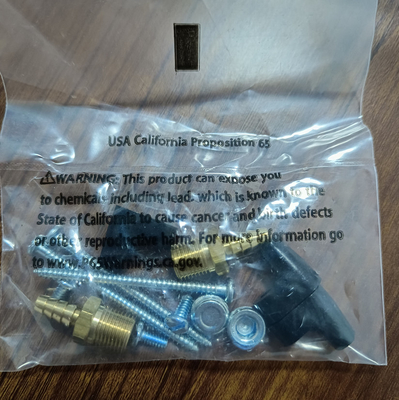 USA California Proposition 65
⚠WARNING: This product can expose you
to chemicals including lead, which is known to the
State of California to cause cancer and birth defects
or other reproductive harm. For more information go
to www.P65Warnings.ca.gov.